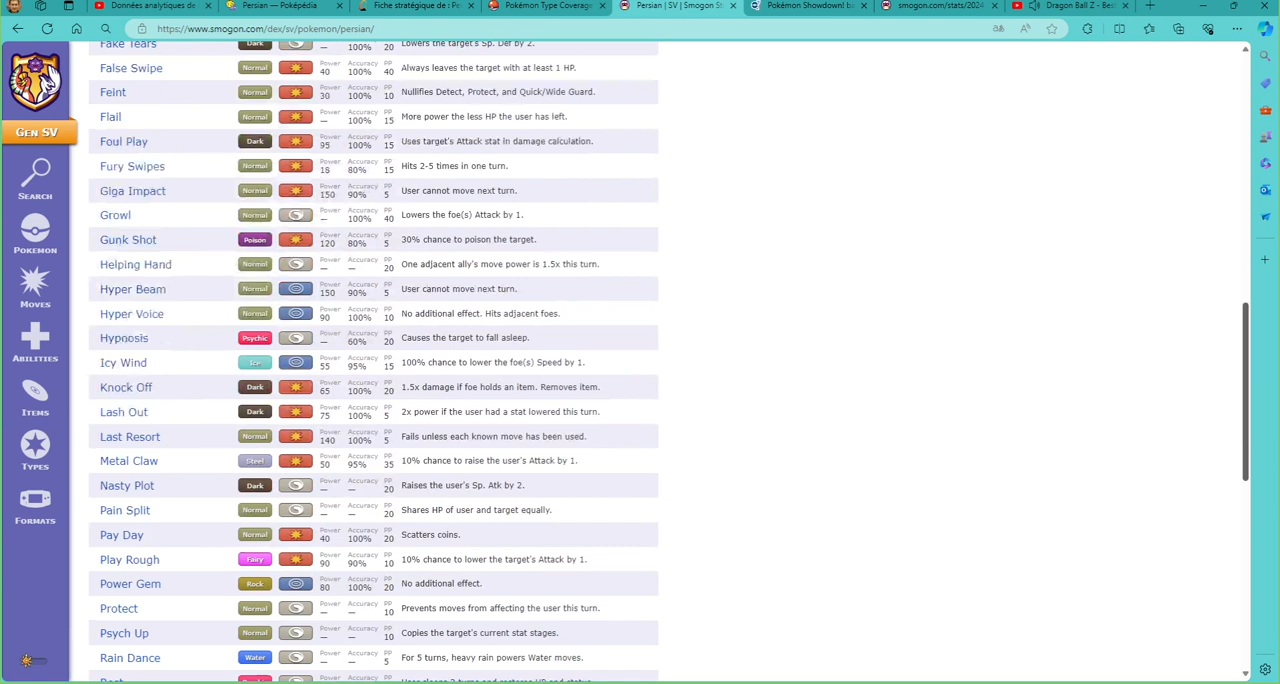 Données analytiques de
Persian — Poképédia
Fiche stratégique de : Pe
Pokémon Type Coverage
Persian | SV | Smogon St
Pokémon Showdown! ba
smogon.com/stats/2024
Dragon Ball Z - Bes
https://www.smogon.com/dex/sv/pokemon/persian/
GEN SV
SEARCH
POKEMON
MOVES
ABILITIES
ITEMS
TYPES
FORMATS
Fake Tears Dark — 100% 20 Lowers the target's Sp. Def by 2.
False Swipe Normal Power 40 Accuracy 100% PP 40 Always leaves the target with at least 1 HP.
Feint Normal Power 30 Accuracy 100% PP 10 Nullifies Detect, Protect, and Quick/Wide Guard.
Flail Normal Power — Accuracy 100% PP 15 More power the less HP the user has left.
Foul Play Dark Power 95 Accuracy 100% PP 15 Uses target's Attack stat in damage calculation.
Fury Swipes Normal Power 18 Accuracy 80% PP 15 Hits 2-5 times in one turn.
Giga Impact Normal Power 150 Accuracy 90% PP 5 User cannot move next turn.
Growl Normal Power — Accuracy 100% PP 40 Lowers the foe(s) Attack by 1.
Gunk Shot Poison Power 120 Accuracy 80% PP 5 30% chance to poison the target.
Helping Hand Normal Power — Accuracy — PP 20 One adjacent ally's move power is 1.5x this turn.
Hyper Beam Normal Power 150 Accuracy 90% PP 5 User cannot move next turn.
Hyper Voice Normal Power 90 Accuracy 100% PP 10 No additional effect. Hits adjacent foes.
Hypnosis Psychic Power — Accuracy 60% PP 20 Causes the target to fall asleep.
Icy Wind Ice Power 55 Accuracy 95% PP 15 100% chance to lower the foe(s) Speed by 1.
Knock Off Dark Power 65 Accuracy 100% PP 20 1.5x damage if foe holds an item. Removes item.
Lash Out Dark Power 75 Accuracy 100% PP 5 2x power if the user had a stat lowered this turn.
Last Resort Normal Power 140 Accuracy 100% PP 5 Fails unless each known move has been used.
Metal Claw Steel Power 50 Accuracy 95% PP 35 10% chance to raise the user's Attack by 1.
Nasty Plot Dark Power — Accuracy — PP 20 Raises the user's Sp. Atk by 2.
Pain Split Normal Power — Accuracy — PP 20 Shares HP of user and target equally.
Pay Day Normal Power 40 Accuracy 100% PP 20 Scatters coins.
Play Rough Fairy Power 90 Accuracy 90% PP 10 10% chance to lower the target's Attack by 1.
Power Gem Rock Power 80 Accuracy 100% PP 20 No additional effect.
Protect Normal Power — Accuracy — PP 10 Prevents moves from affecting the user this turn.
Psych Up Normal Power — Accuracy — PP 10 Copies the target's current stat stages.
Rain Dance Water Power — Accuracy — PP 5 For 5 turns, heavy rain powers Water moves.